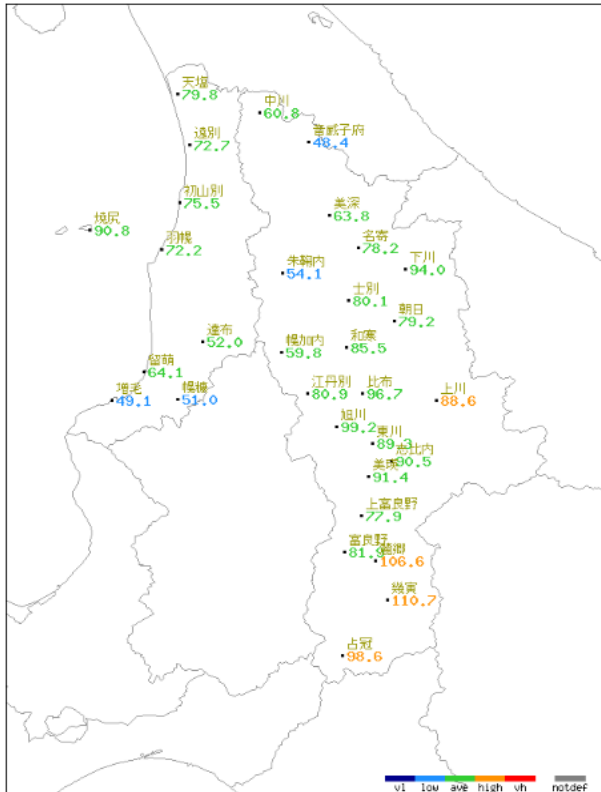 天塩
79.8
中川
60.8
音威子府
48.4
遠別
72.7
初山別
75.5
美深
63.8
焼尻
90.8
羽幌
72.2
名寄
78.2
下川
94.0
朱鞠内
54.1
士別
80.1
朝日
79.2
達布
52.0
幌加内
59.8
和寒
85.5
留萌
64.1
増毛
49.1
幌糠
51.0
江丹別
80.9
比布
96.7
上川
88.6
旭川
99.2
東川
89.3
志比内
90.5
美瑛
91.4
上富良野
77.9
富良野
81.9
麓郷
106.6
幾寅
110.7
占冠
98.6
vl low ave high vh notdef